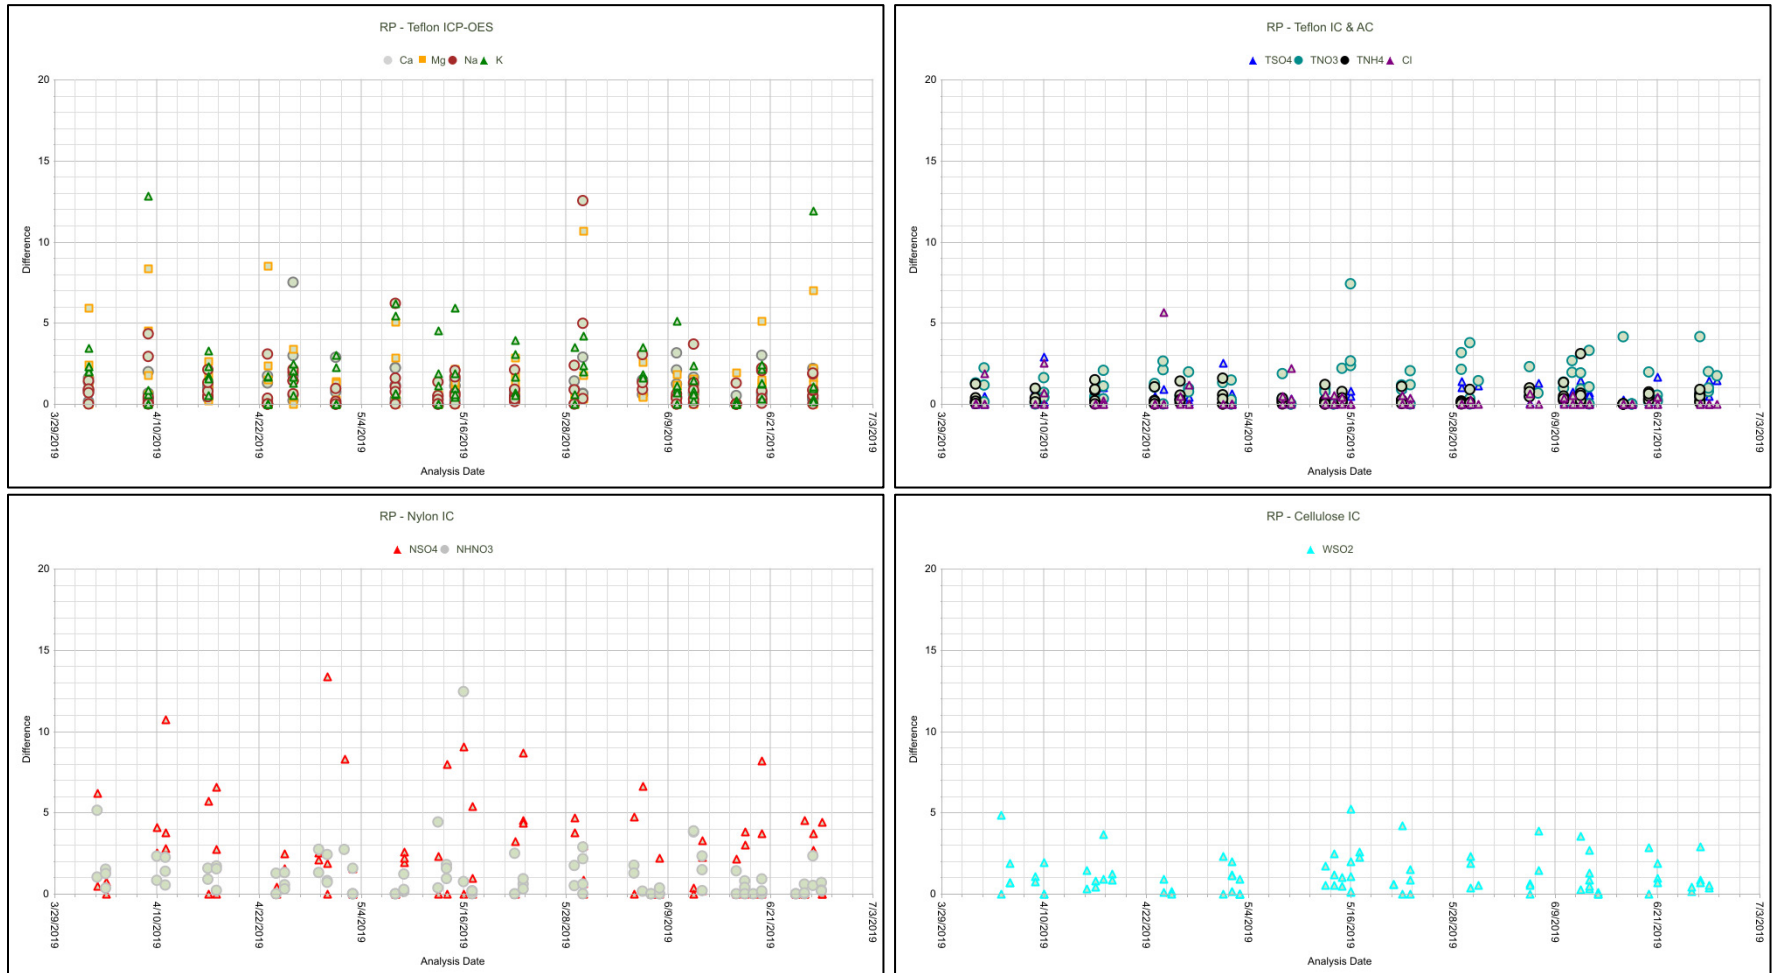 RP - Teflon ICP-OES
Ca Mg Na K
20
15
10
5
0
Difference
3/29/2019 4/10/2019 4/22/2019 5/4/2019 5/16/2019 5/28/2019 6/9/2019 6/21/2019 7/3/2019
Analysis Date
RP - Teflon IC & AC
TSO4 TNO3 TNH4 Cl
20
15
10
5
0
Difference
3/29/2019 4/10/2019 4/22/2019 5/4/2019 5/16/2019 5/28/2019 6/9/2019 6/21/2019 7/3/2019
Analysis Date
RP - Nylon IC
NSO4 NHNO3
20
15
10
5
0
Difference
3/29/2019 4/10/2019 4/22/2019 5/4/2019 5/16/2019 5/28/2019 6/9/2019 6/21/2019 7/3/2019
Analysis Date
RP - Cellulose IC
WSO2
20
15
10
5
0
Difference
3/29/2019 4/10/2019 4/22/2019 5/4/2019 5/16/2019 5/28/2019 6/9/2019 6/21/2019 7/3/2019
Analysis Date